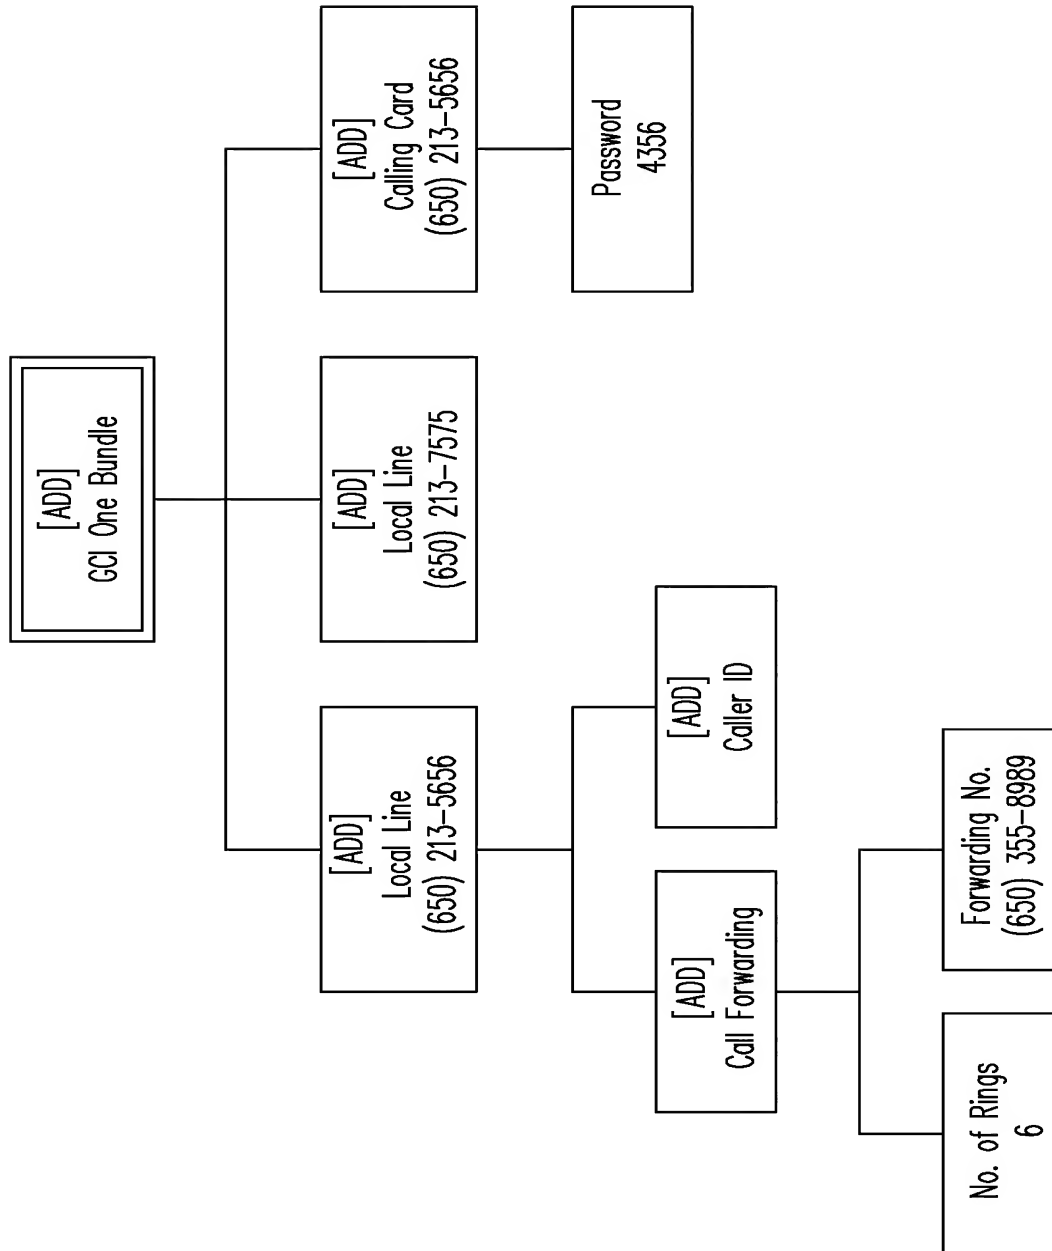 [ADD]
GCI One Bundle
[ADD]
Local Line
(650) 213-5656
[ADD]
Local Line
(650) 213-7575
[ADD]
Calling Card
(650) 213-5656
[ADD]
Call Forwarding
[ADD]
Caller ID
Password
4356
No. of Rings
6
Forwarding No.
(650) 355-8989